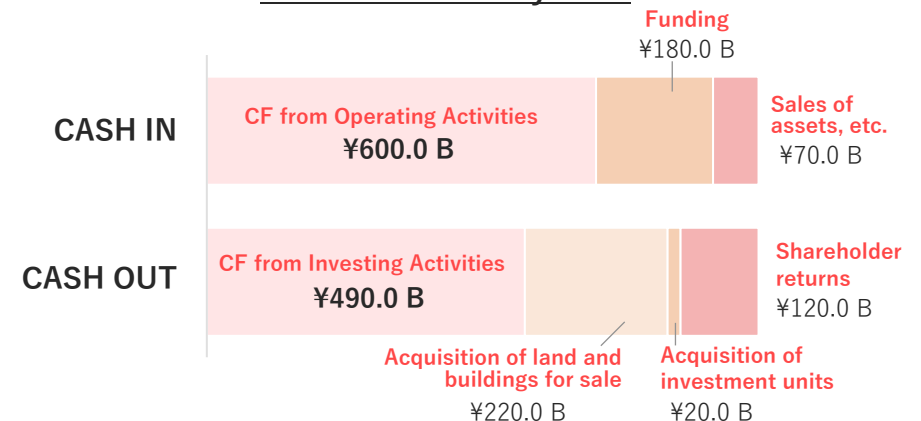 Funding
¥180.0 B
CASH IN
CF from Operating Activities
¥600.0 B
Sales of
assets, etc.
¥70.0 B
CASH OUT
CF from Investing Activities
¥490.0 B
Shareholder
returns
¥120.0 B
Acquisition of land and
buildings for sale
¥220.0 B
Acquisition of
investment units
¥20.0 B